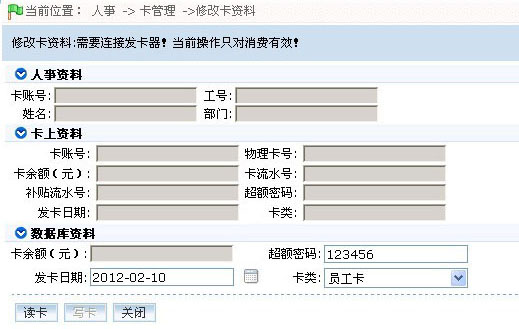 当前位置： 人事 -> 卡管理 ->修改卡资料
修改卡资料:需要连接发卡器! 当前操作只对消费有效!
人事资料
卡账号: 工号:
姓名: 部门:
卡上资料
卡账号: 物理卡号:
卡余额(元): 卡流水号:
补贴流水号: 超额密码:
发卡日期: 卡类:
数据库资料
卡余额(元): 超额密码: 123456
发卡日期: 2012-02-10 卡类: 员工卡
读卡 写卡 关闭